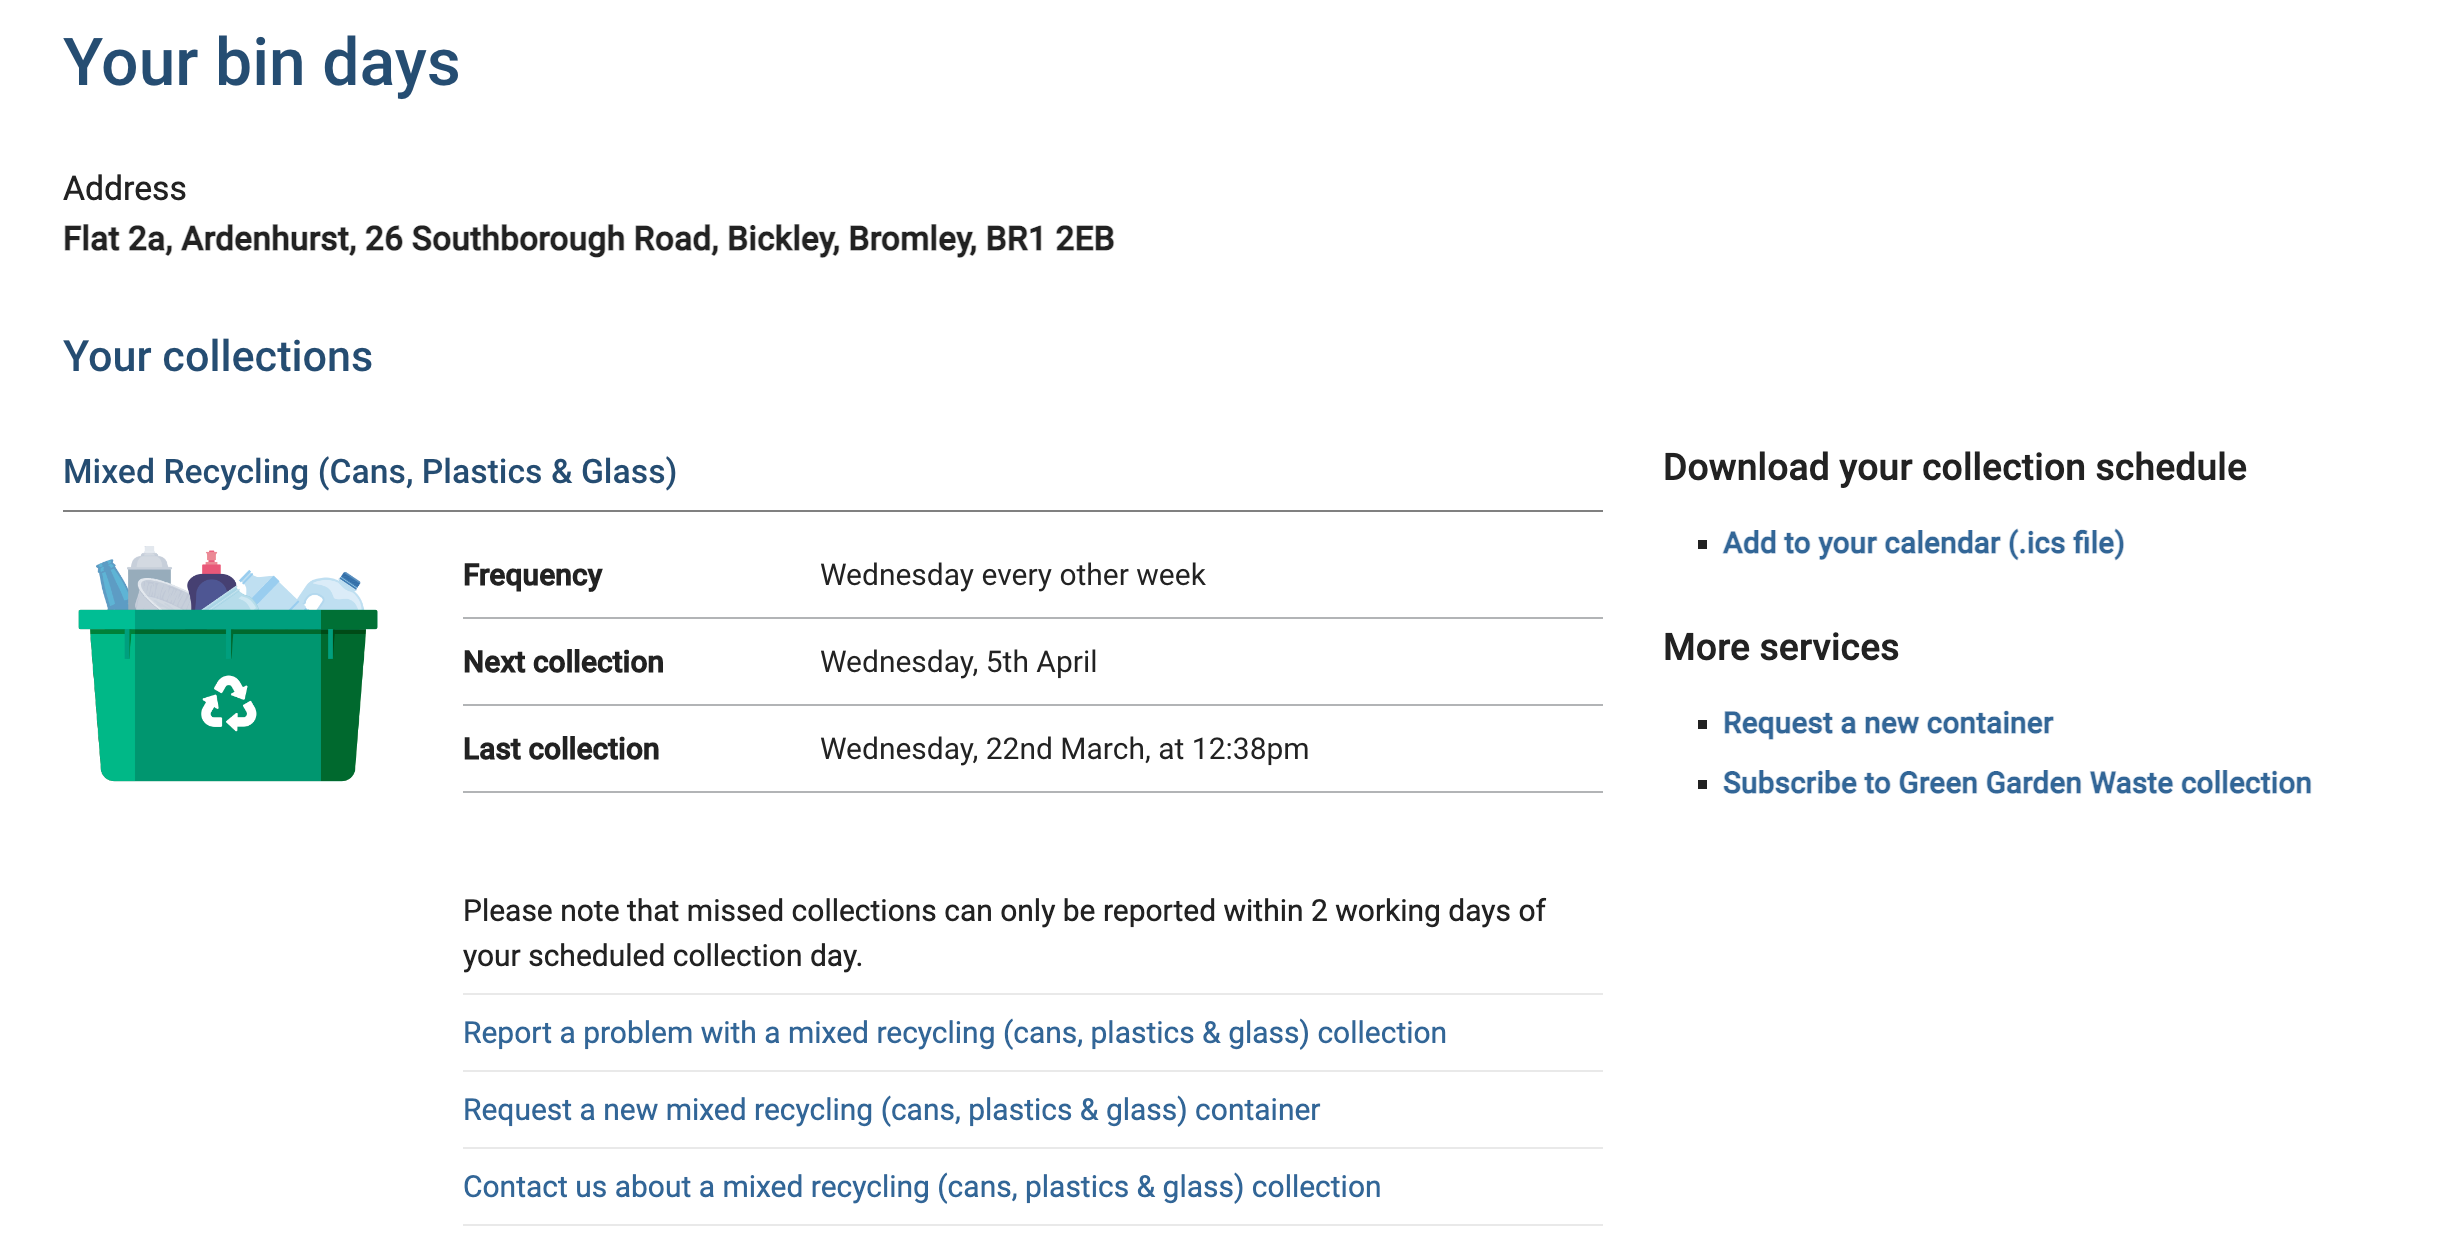 Your bin days
Address
Flat 2a, Ardenhurst, 26 Southborough Road, Bickley, Bromley, BR1 2EB
Your collections
Mixed Recycling (Cans, Plastics & Glass)
Frequency Wednesday every other week
Next collection Wednesday, 5th April
Last collection Wednesday, 22nd March, at 12:38pm
Please note that missed collections can only be reported within 2 working days of
your scheduled collection day.
Report a problem with a mixed recycling (cans, plastics & glass) collection
Request a new mixed recycling (cans, plastics & glass) container
Contact us about a mixed recycling (cans, plastics & glass) collection
Download your collection schedule
Add to your calendar (.ics file)
More services
Request a new container
Subscribe to Green Garden Waste collection